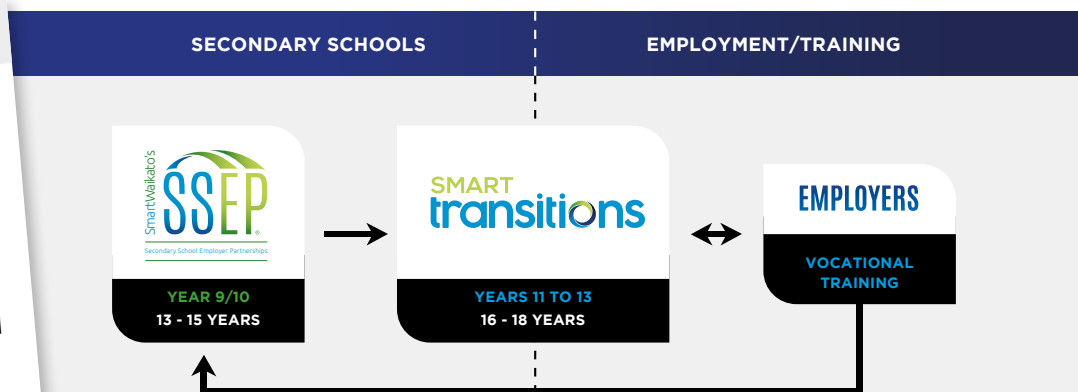 SECONDARY SCHOOLS
EMPLOYMENT/TRAINING
SmartWaikato's
SSEP®
Secondary School Employer Partnerships
YEAR 9/10
13 - 15 YEARS
SMART
transitions
YEARS 11 TO 13
16 - 18 YEARS
EMPLOYERS
VOCATIONAL
TRAINING